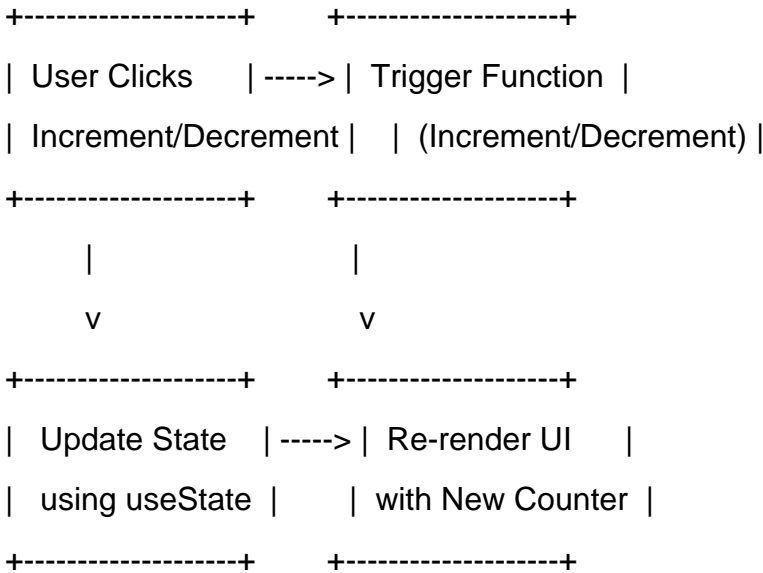 +--------------------+ +--------------------+
| User Clicks | -----> | Trigger Function |
| Increment/Decrement | | (Increment/Decrement) |
+--------------------+ +--------------------+
| |
v v
+--------------------+ +--------------------+
| Update State | -----> | Re-render UI |
| using useState | | with New Counter |
+--------------------+ +--------------------+